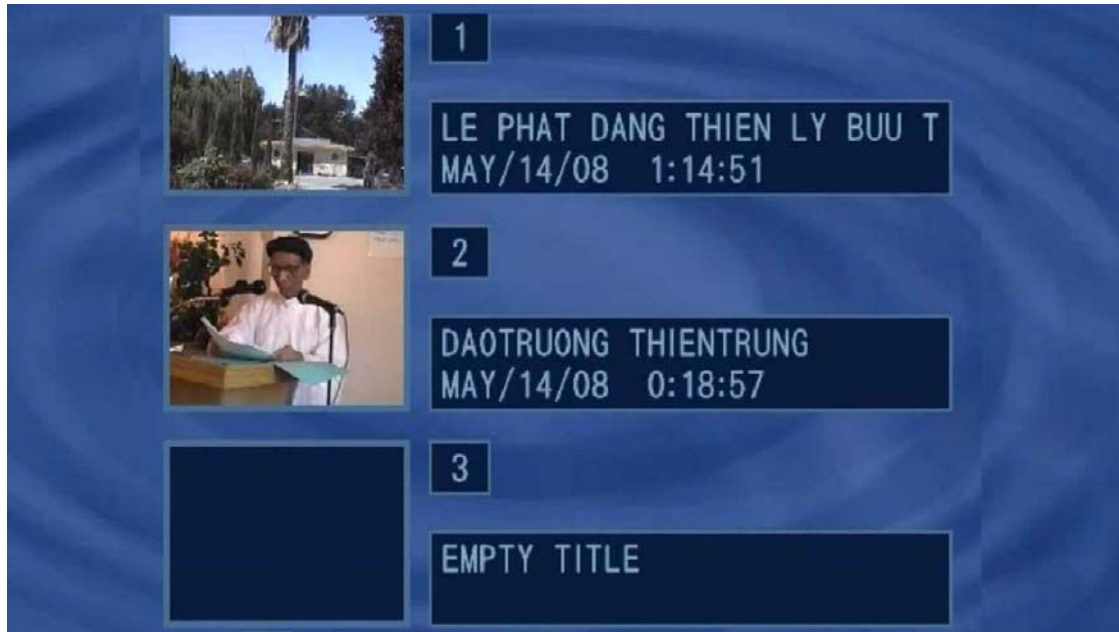 1
LE PHAT DANG THIEN LY BUU T
MAY/14/08 1:14:51
2
DAOTRUONG THIENTRUNG
MAY/14/08 0:18:57
3
EMPTY TITLE